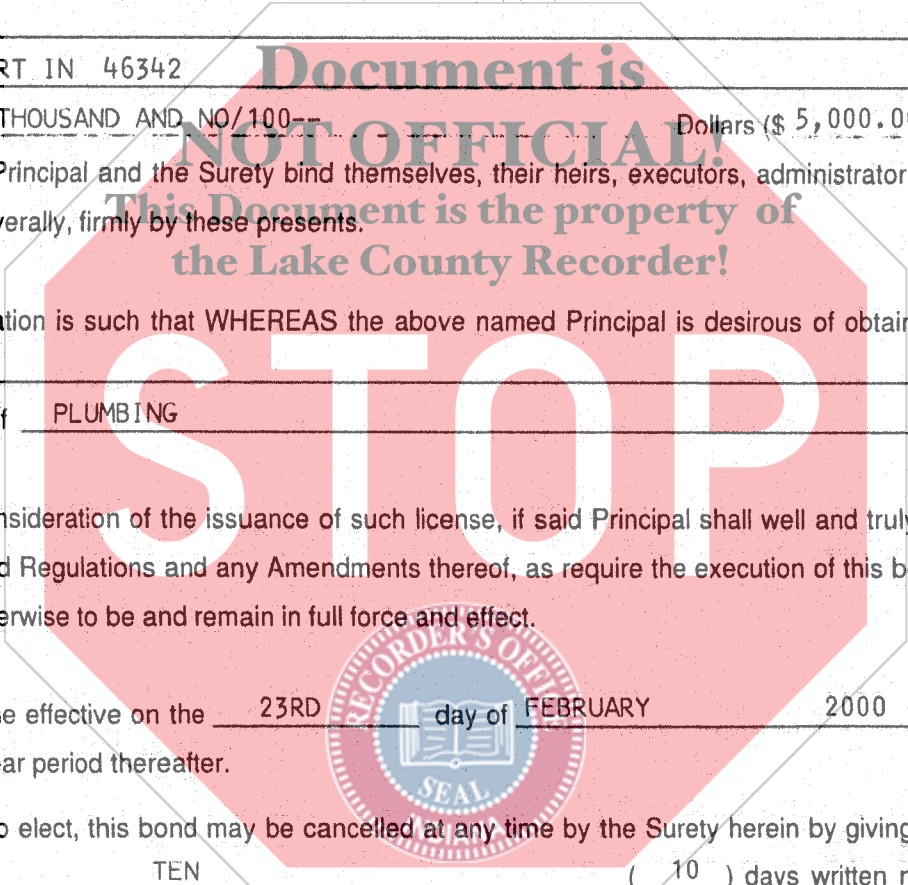 RT IN 46342
Document is
THOUSAND AND NO/100-- Dollars ($ 5,000.0
NOT OFFICIAL!
Principal and the Surety bind themselves, their heirs, executors, administrator
This Document is the property of
verally, firmly by these presents.
the Lake County Recorder!
ation is such that WHEREAS the above named Principal is desirous of obtain
STOP
f PLUMBING
nsideration of the issuance of such license, if said Principal shall well and truly
d Regulations and any Amendments thereof, as require the execution of this b
erwise to be and remain in full force and effect.
RECORDER'S OFFICE
e effective on the 23RD day of FEBRUARY 2000
ar period thereafter.
SEAL
o elect, this bond may be cancelled at any time by the Surety herein by giving
TEN ( 10 ) days written